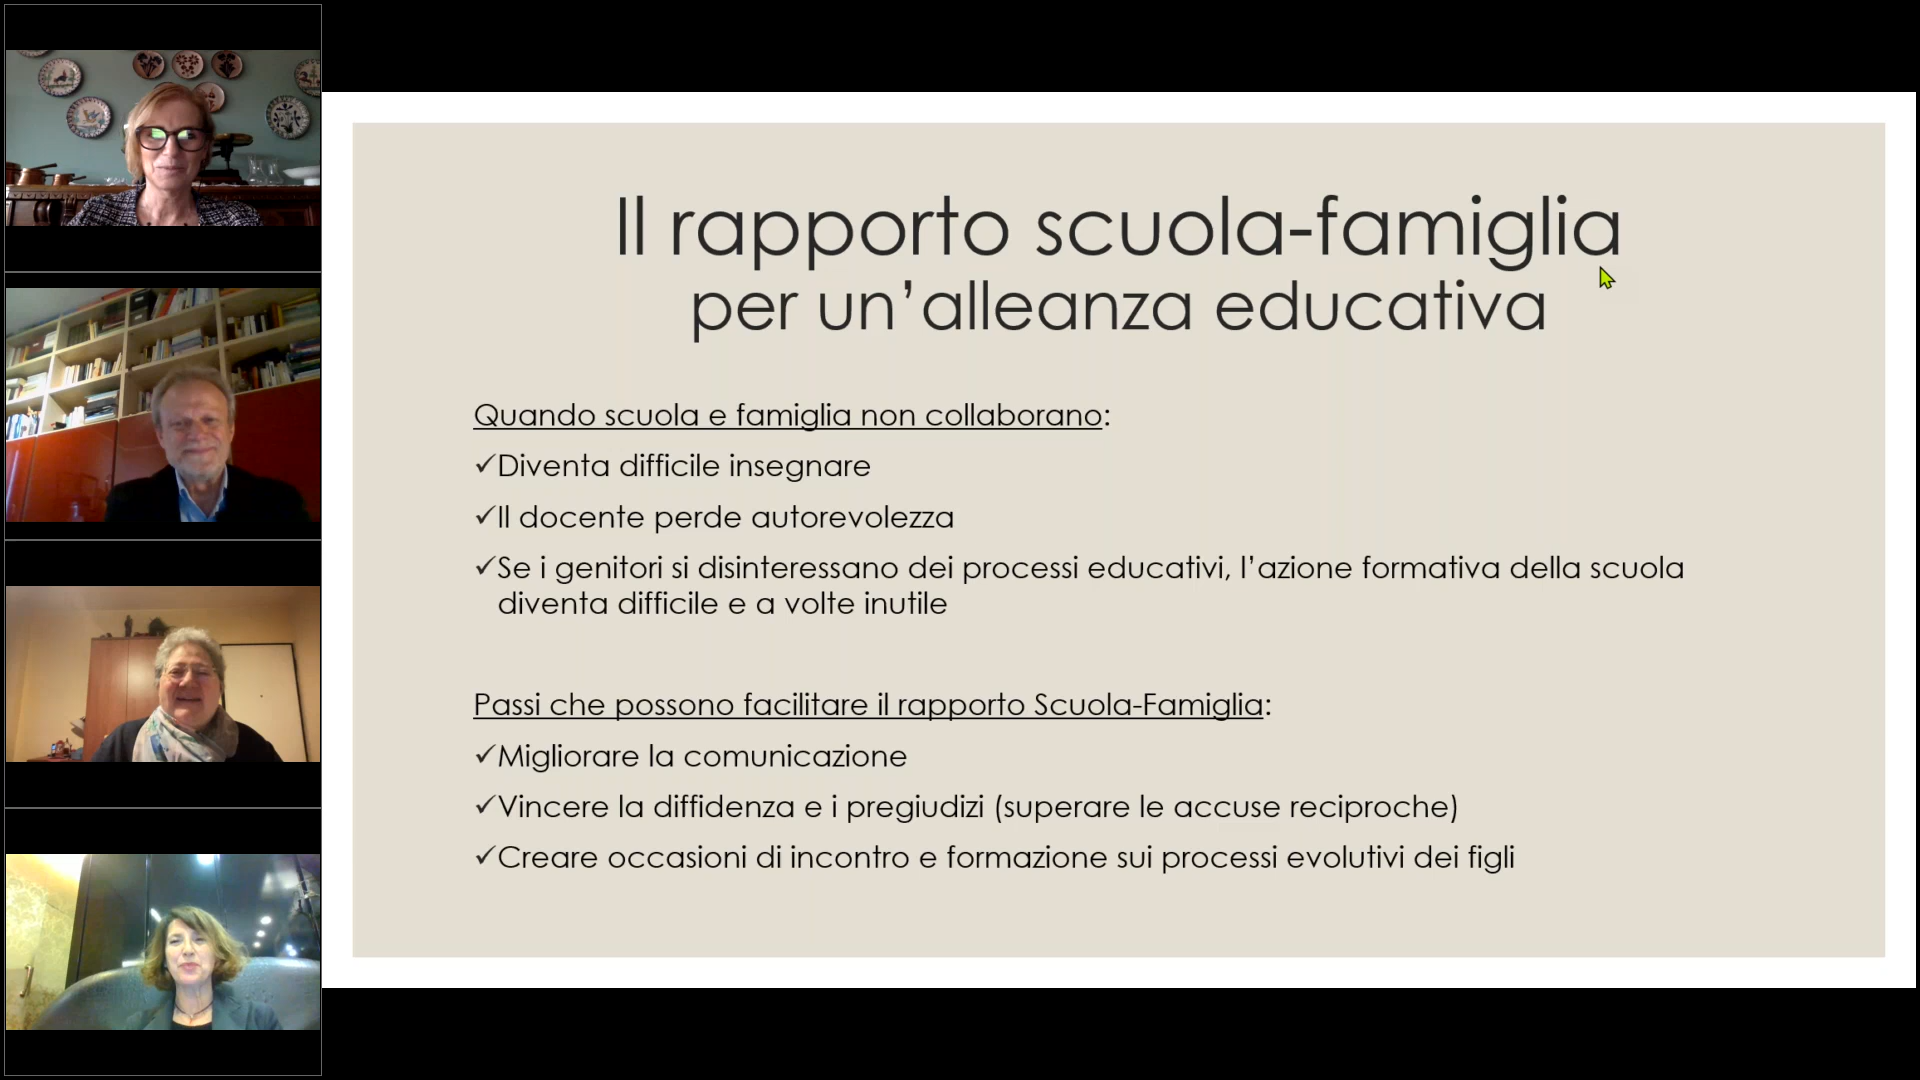 Il rapporto scuola-famiglia
per un’alleanza educativa
Quando scuola e famiglia non collaborano:
✓Diventa difficile insegnare
✓Il docente perde autorevolezza
✓Se i genitori si disinteressano dei processi educativi, l’azione formativa della scuola
diventa difficile e a volte inutile
Passi che possono facilitare il rapporto Scuola-Famiglia:
✓Migliorare la comunicazione
✓Vincere la diffidenza e i pregiudizi (superare le accuse reciproche)
✓Creare occasioni di incontro e formazione sui processi evolutivi dei figli